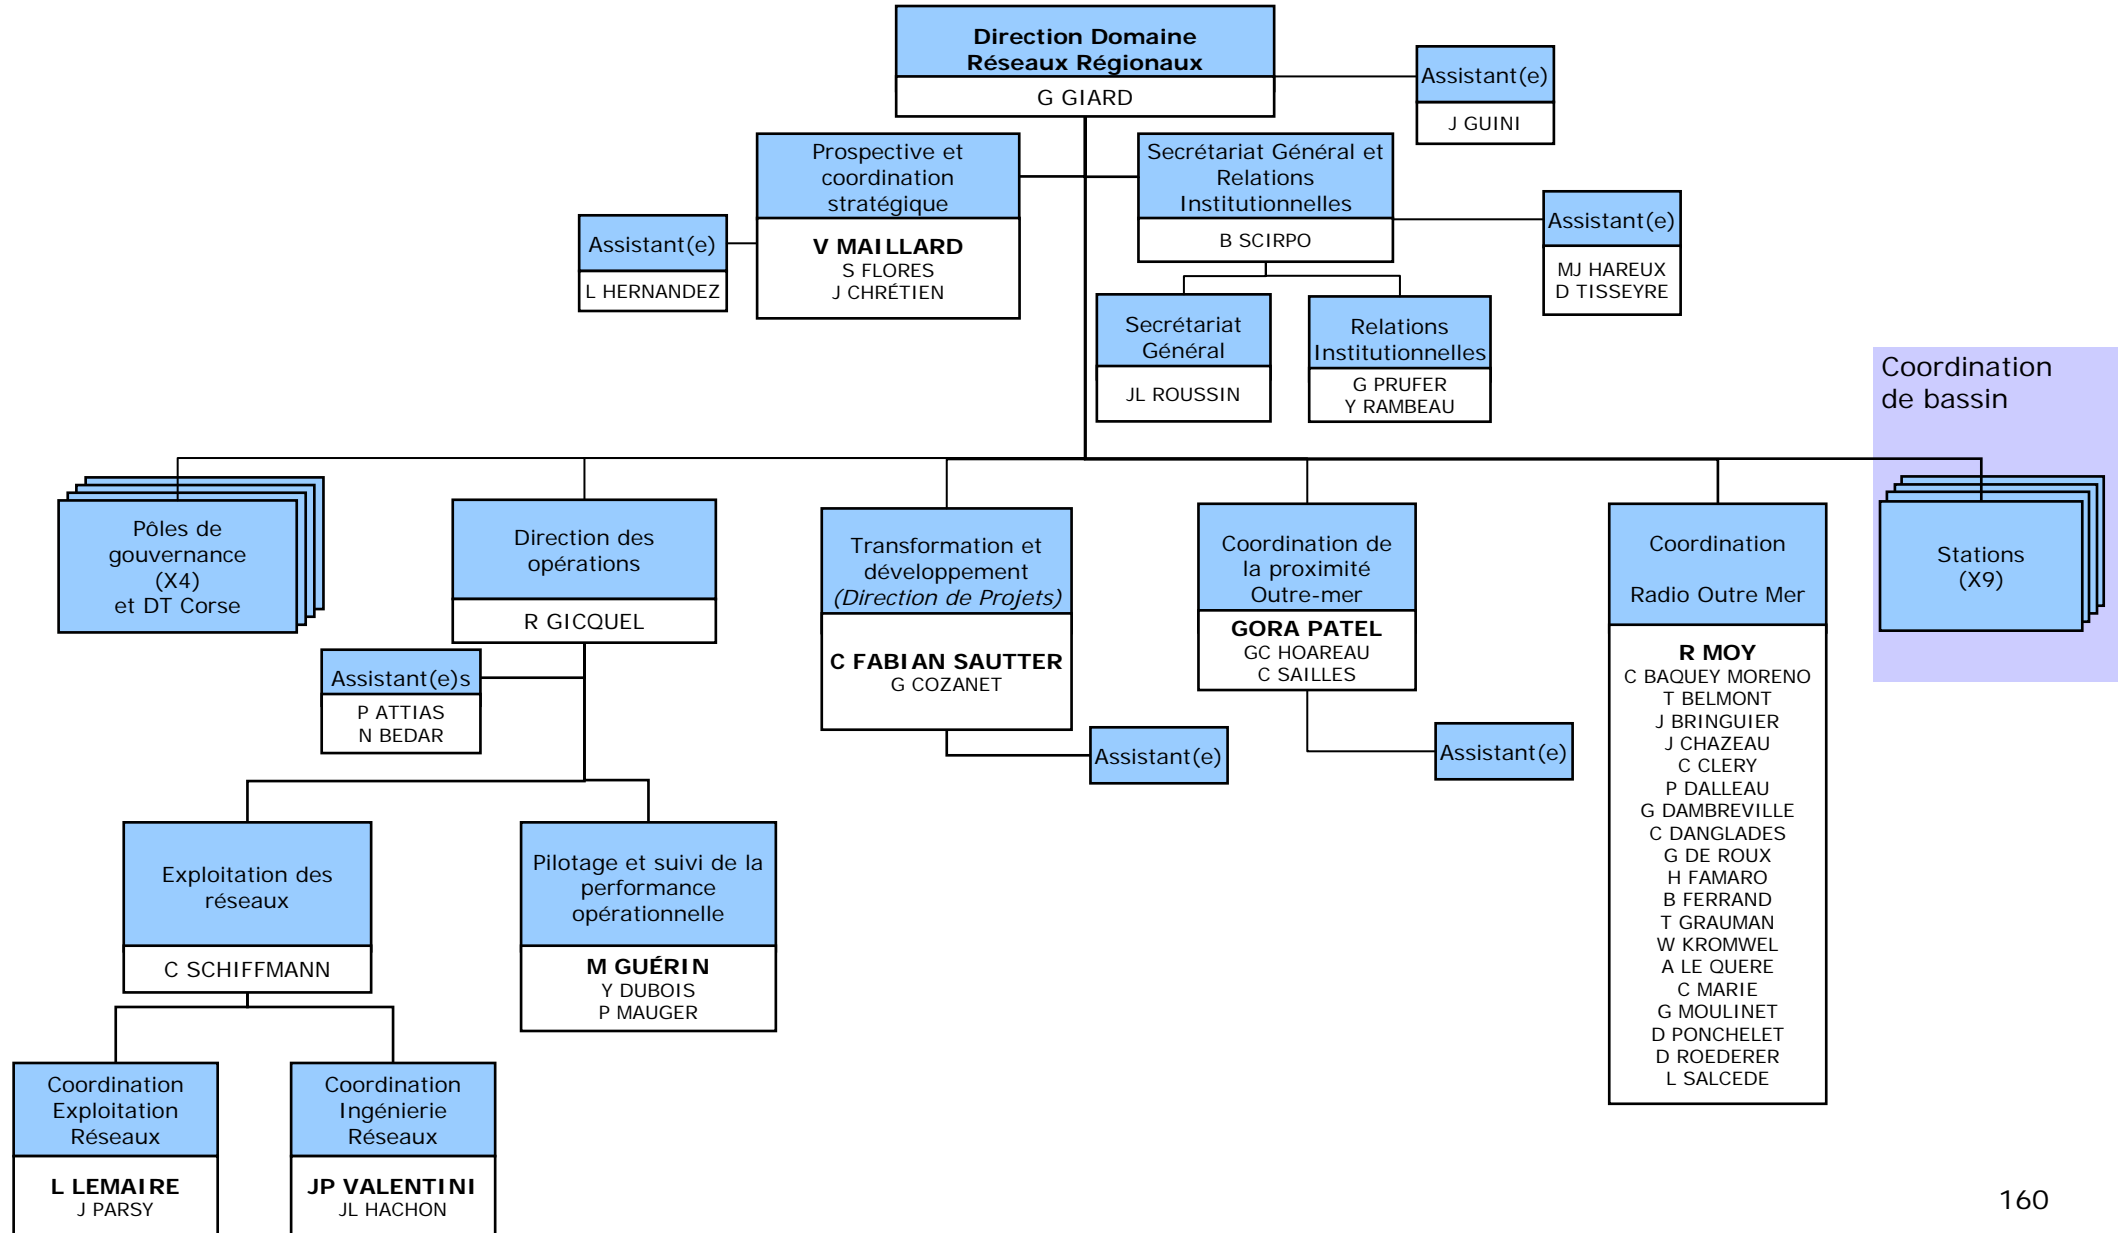 Direction Domaine
Réseaux Régionaux
G GIARD
Assistant(e)
J GUINI
Prospective et
coordination
stratégique
V MAILLARD
S FLORES
J CHRÉTIEN
Assistant(e)
L HERNANDEZ
Secrétariat Général et
Relations
Institutionnelles
B SCIRPO
Assistant(e)
MJ HAREUX
D TISSEYRE
Secrétariat
Général
JL ROUSSIN
Relations
Institutionnelles
G PRUFER
Y RAMBEAU
Coordination
de bassin
Pôles de
gouvernance
(X4)
et DT Corse
Direction des
opérations
R GICQUEL
Assistant(e)s
P ATTIAS
N BEDAR
Transformation et
développement
(Direction de Projets)
C FABIAN SAUTTER
G COZANET
Assistant(e)
Coordination de
la proximité
Outre-mer
GORA PATEL
GC HOAREAU
C SAILLES
Assistant(e)
Coordination
Radio Outre Mer
R MOY
C BAQUEY MORENO
T BELMONT
J BRINGUIER
J CHAZEAU
C CLERY
P DALLEAU
G DAMBREVILLE
C DANGLADES
G DE ROUX
H FAMARO
B FERRAND
T GRAUMAN
W KROMWEL
A LE QUERE
C MARIE
G MOULINET
D PONCHELET
D ROEDERER
L SALCEDE
Stations
(X9)
Exploitation des
réseaux
C SCHIFFMANN
Pilotage et suivi de la
performance
opérationnelle
M GUÉRIN
Y DUBOIS
P MAUGER
Coordination
Exploitation
Réseaux
L LEMAIRE
J PARSY
Coordination
Ingénierie
Réseaux
JP VALENTINI
JL HACHON
160